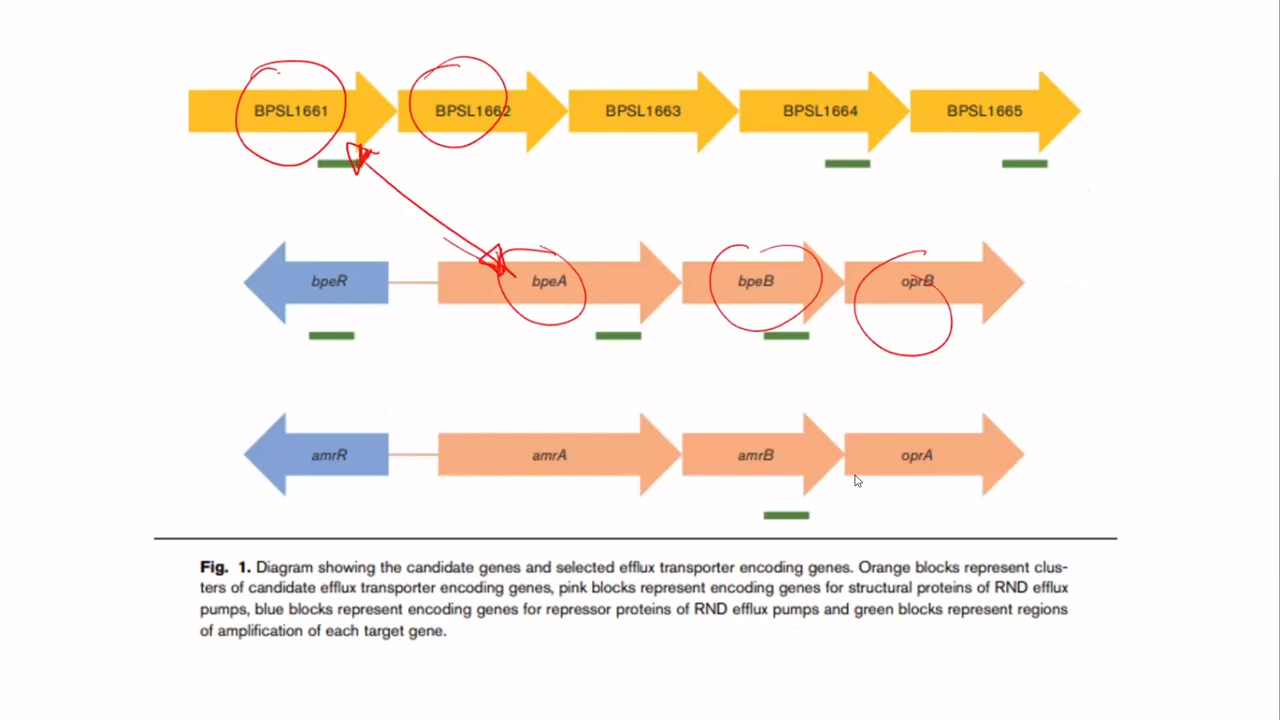 BPSL1661 BPSL1662 BPSL1663 BPSL1664 BPSL1665
bpeR bpeA bpeB oprB
amrR amrA amrB oprA
Fig. 1. Diagram showing the candidate genes and selected efflux transporter encoding genes. Orange blocks represent clus-
ters of candidate efflux transporter encoding genes, pink blocks represent encoding genes for structural proteins of RND efflux
pumps, blue blocks represent encoding genes for repressor proteins of RND efflux pumps and green blocks represent regions
of amplification of each target gene.